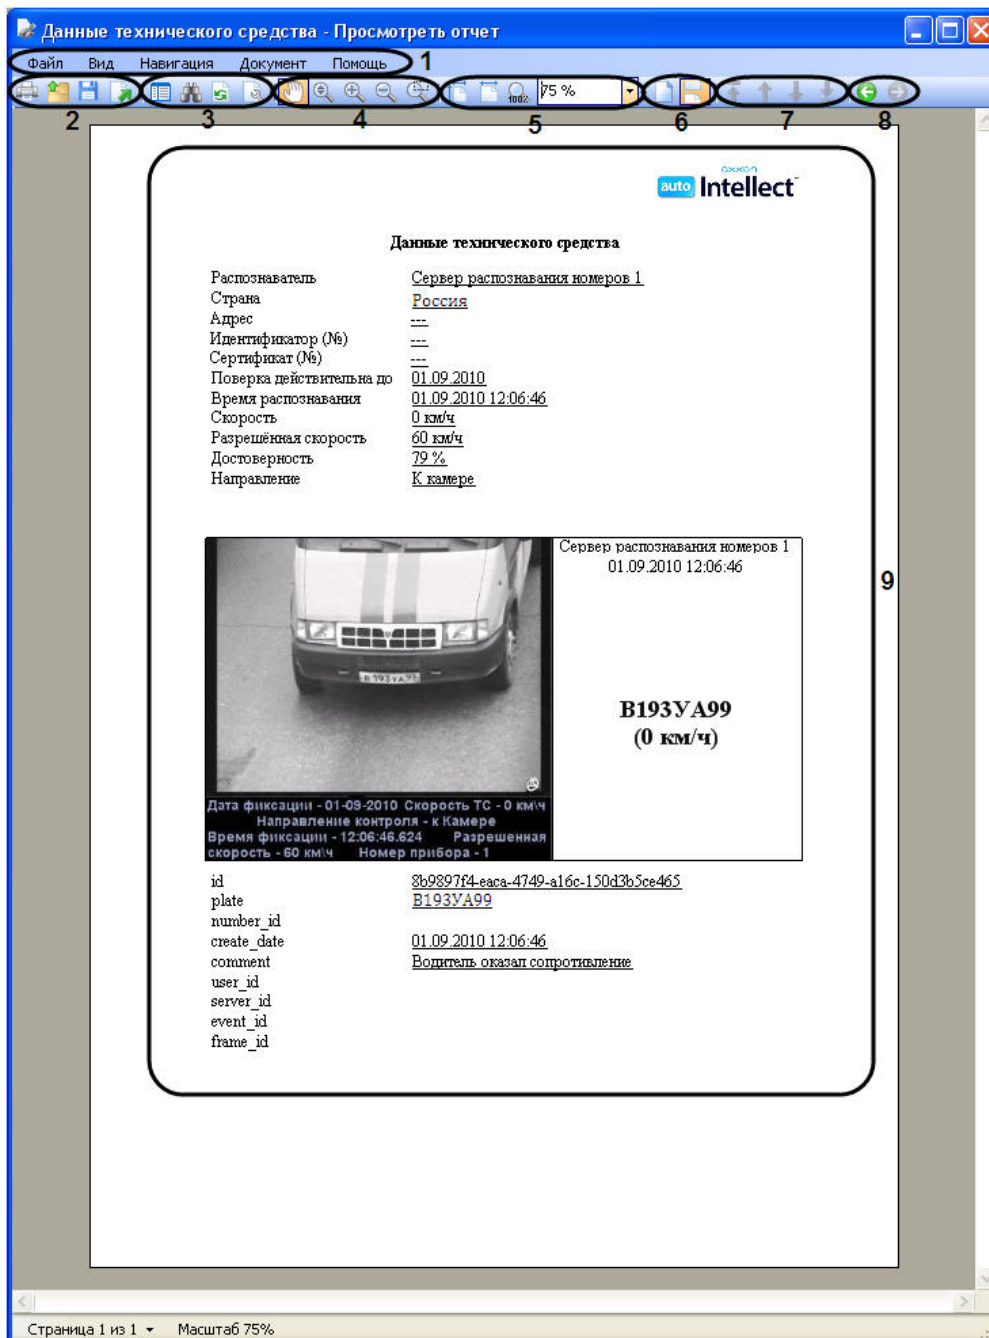 Данные технического средства - Просмотреть отчет
Файл Вид Навигация Документ Помощь 1
100% 75 %
2 3 4 5 6 7 8
axxon
auto Intellect
Данные технического средства
Распознаватель Сервер распознавания номеров 1
Страна Россия
Адрес ---
Идентификатор (№) ---
Сертификат (№) ---
Поверка действительна до 01.09.2010
Время распознавания 01.09.2010 12:06:46
Скорость 0 км/ч
Разрешённая скорость 60 км/ч
Достоверность 79 %
Направление К камере
Сервер распознавания номеров 1
01.09.2010 12:06:46
9
В193УА99
(0 км/ч)
В 193УА 99
Дата фиксации - 01-09-2010 Скорость ТС - 0 км\ч
Направление контроля - к Камере
Время фиксации - 12:06:46.624 Разрешенная
скорость - 60 км\ч Номер прибора - 1
id 8b9897f4-eaca-4749-a16c-150d3b5ce465
plate В193УА99
number_id
create_date 01.09.2010 12:06:46
comment Водитель оказал сопротивление
user_id
server_id
event_id
frame_id
Страница 1 из 1 Масштаб 75%